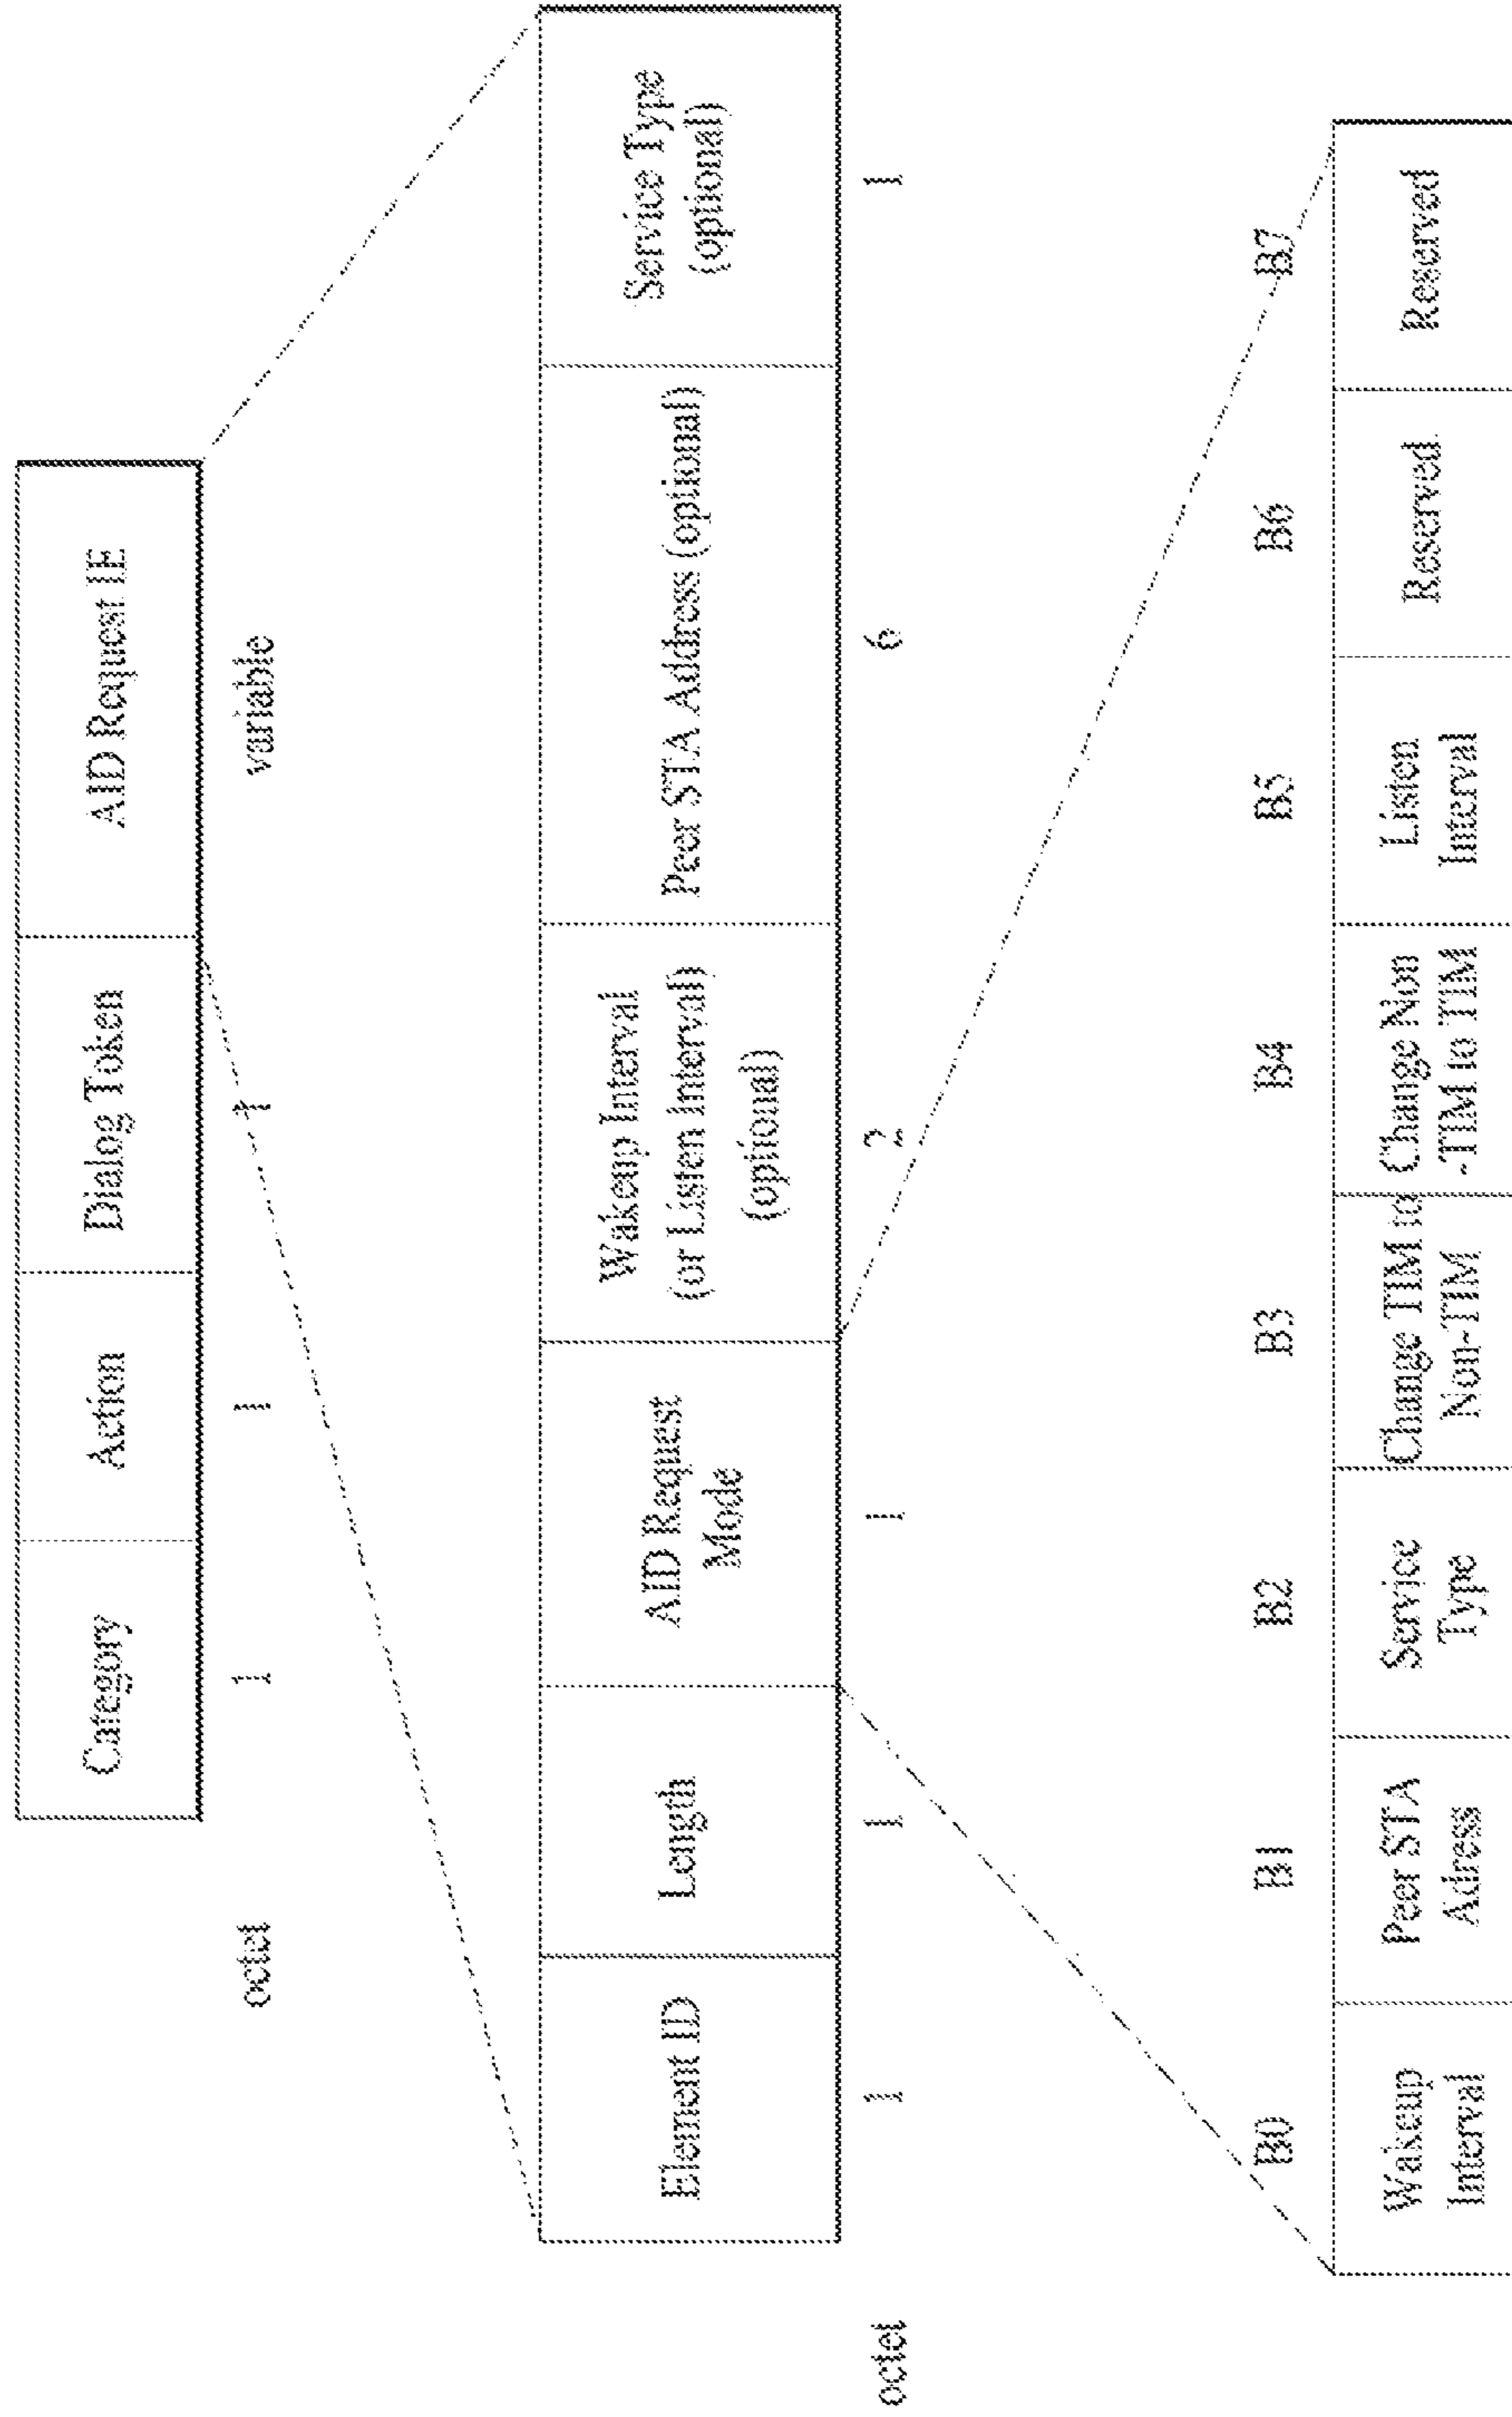 Category
Action
Dialog Token
AID Request IE
octet
1
1
1
variable
Element ID
Length
AID Request
Mode
Wakeup Interval
(or Listen Interval)
(optional)
Peer STA Address (optional)
Service Type
(optional)
octet
1
1
1
2
6
1
B0
B1
B2
B3
B4
B5
B6
B7
Wakeup
Interval
Peer STA
Adress
Service
Type
Change TIM to
Non-TIM
Change Non
-TIM to TIM
Listen
Interval
Reserved
Reserved